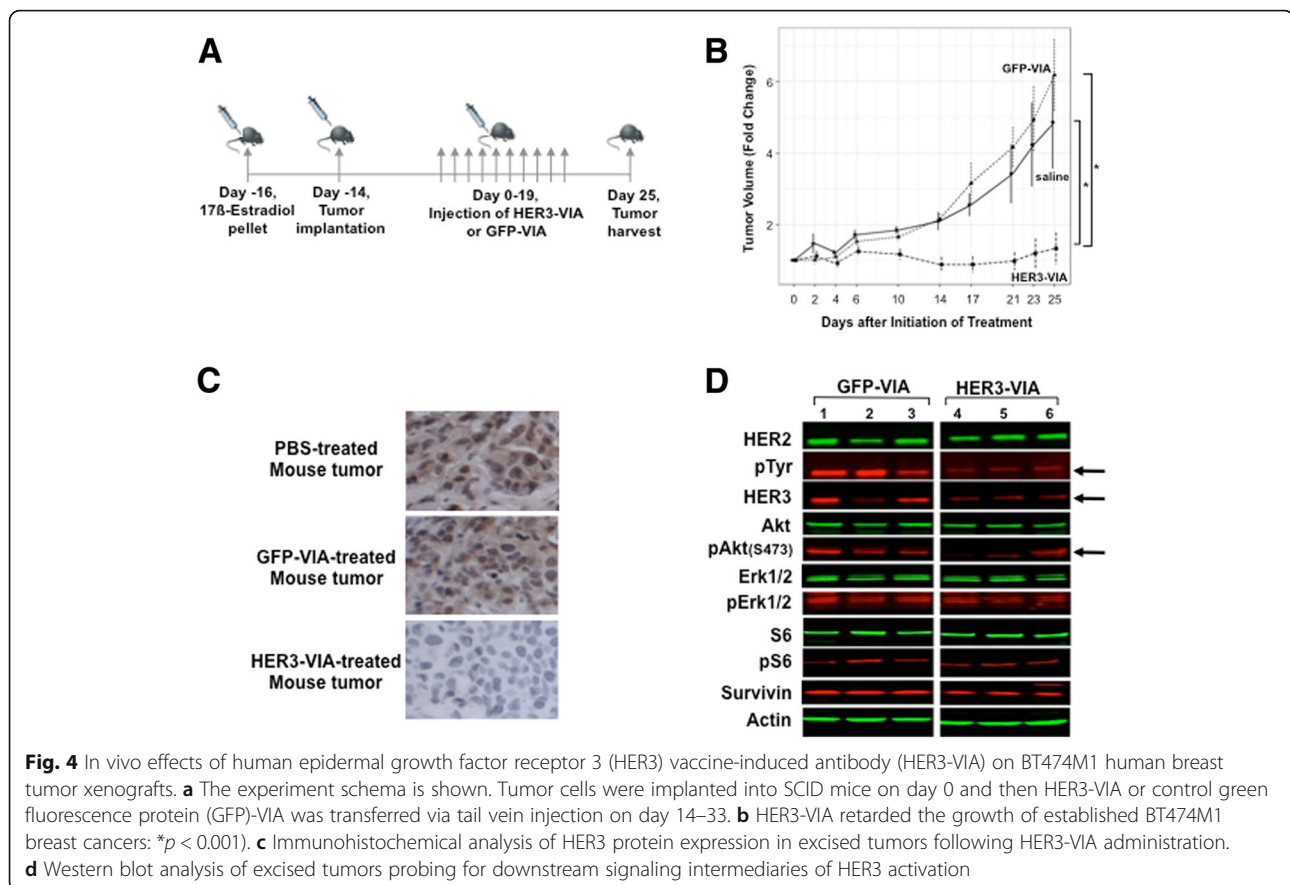 A
Day -16,
17ß-Estradiol
pellet
Day -14,
Tumor
implantation
Day 0-19,
Injection of HER3-VIA
or GFP-VIA
Day 25,
Tumor
harvest
B
Tumor Volume (Fold Change)
6
4
2
GFP-VIA
saline
HER3-VIA
*
*
0 2 4 6 10 14 17 21 23 25
Days after Initiation of Treatment
C
PBS-treated
Mouse tumor
GFP-VIA-treated
Mouse tumor
HER3-VIA-treated
Mouse tumor
D
GFP-VIA HER3-VIA
1 2 3 4 5 6
HER2
pTyr
HER3
Akt
pAkt(S473)
Erk1/2
pErk1/2
S6
pS6
Survivin
Actin
Fig. 4 In vivo effects of human epidermal growth factor receptor 3 (HER3) vaccine-induced antibody (HER3-VIA) on BT474M1 human breast
tumor xenografts. a The experiment schema is shown. Tumor cells were implanted into SCID mice on day 0 and then HER3-VIA or control green
fluorescence protein (GFP)-VIA was transferred via tail vein injection on day 14–33. b HER3-VIA retarded the growth of established BT474M1
breast cancers: *p < 0.001). c Immunohistochemical analysis of HER3 protein expression in excised tumors following HER3-VIA administration.
d Western blot analysis of excised tumors probing for downstream signaling intermediaries of HER3 activation